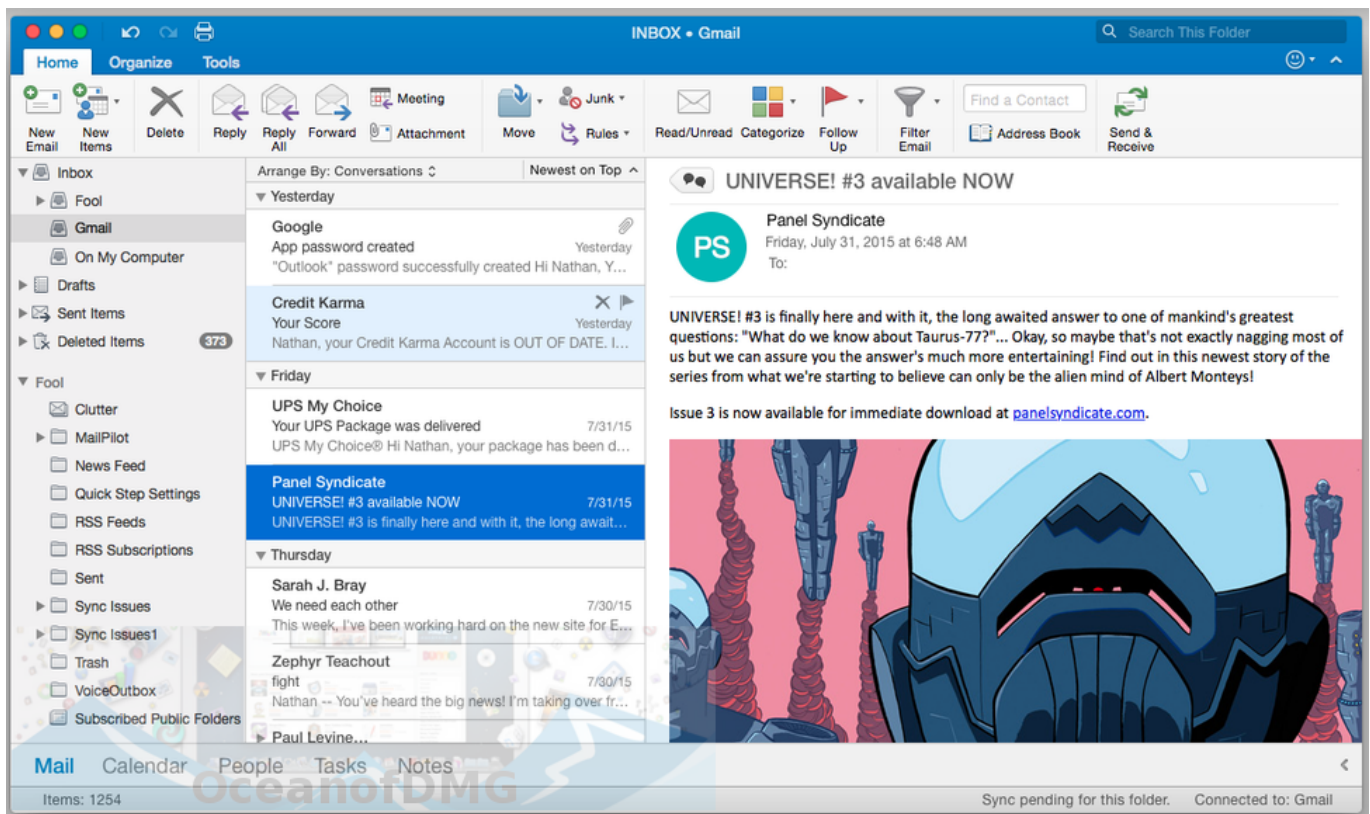 INBOX • Gmail
Search This Folder
Home Organize Tools
New Email
New Items
Delete
Reply
Reply All
Forward
Meeting
Attachment
Move
Junk
Rules
Read/Unread
Categorize
Follow Up
Filter Email
Find a Contact
Address Book
Send & Receive
Inbox
Fool
Gmail
On My Computer
Drafts
Sent Items
Deleted Items 373
Fool
Clutter
MailPilot
News Feed
Quick Step Settings
RSS Feeds
RSS Subscriptions
Sent
Sync Issues
Sync Issues1
Trash
VoiceOutbox
Subscribed Public Folders
Arrange By: Conversations Newest on Top
Yesterday
Google
App password created Yesterday
"Outlook" password successfully created Hi Nathan, Y...
Credit Karma
Your Score Yesterday
Nathan, your Credit Karma Account is OUT OF DATE. I...
Friday
UPS My Choice
Your UPS Package was delivered 7/31/15
UPS My Choice® Hi Nathan, your package has been d...
Panel Syndicate
UNIVERSE! #3 available NOW 7/31/15
UNIVERSE! #3 is finally here and with it, the long await...
Thursday
Sarah J. Bray
We need each other 7/30/15
This week, I've been working hard on the new site for E...
Zephyr Teachout
fight 7/30/15
Nathan -- You've heard the big news! I'm taking over fr...
Paul Levine...
UNIVERSE! #3 available NOW
PS
Panel Syndicate
Friday, July 31, 2015 at 6:48 AM
To:
UNIVERSE! #3 is finally here and with it, the long awaited answer to one of mankind's greatest
questions: "What do we know about Taurus-77?"... Okay, so maybe that's not exactly nagging most of
us but we can assure you the answer's much more entertaining! Find out in this newest story of the
series from what we're starting to believe can only be the alien mind of Albert Monteys!
Issue 3 is now available for immediate download at panelsyndicate.com.
Mail Calendar People Tasks Notes
OceanofDMG
Items: 1254
Sync pending for this folder. Connected to: Gmail